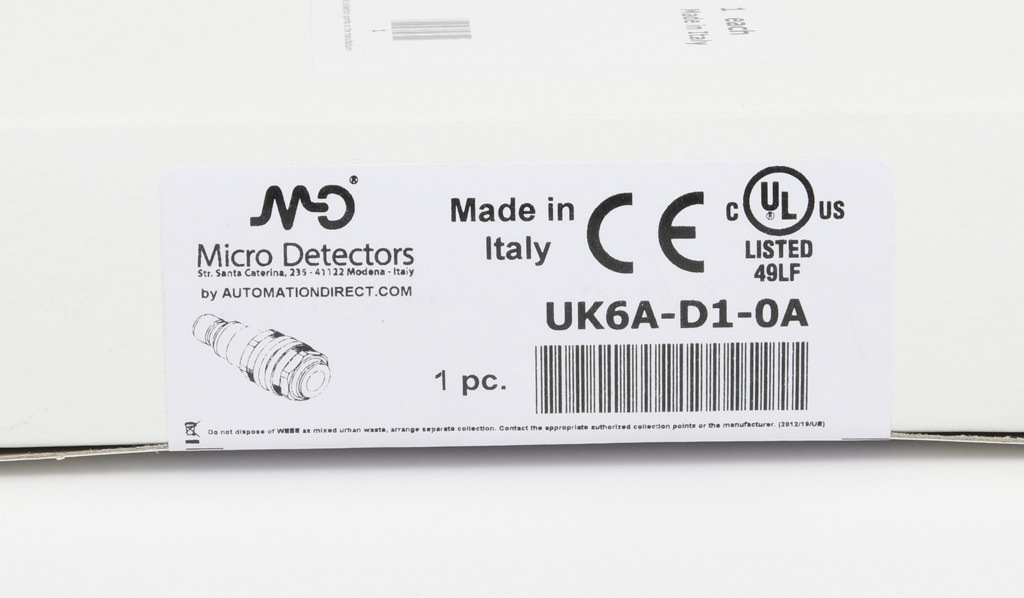 1 each
Made in Italy
1
MD®
Micro Detectors
Str. Santa Caterina, 235 - 41122 Modena - Italy
by AUTOMATIONDIRECT.COM
Made in
Italy
CE
C UL® US
LISTED
49LF
UK6A-D1-0A
1 pc.
Do not dispose of WEEE as mixed urban waste, arrange separate collection. Contact the appropriate authorized collection points or the manufacturer. (2012/19/UE)